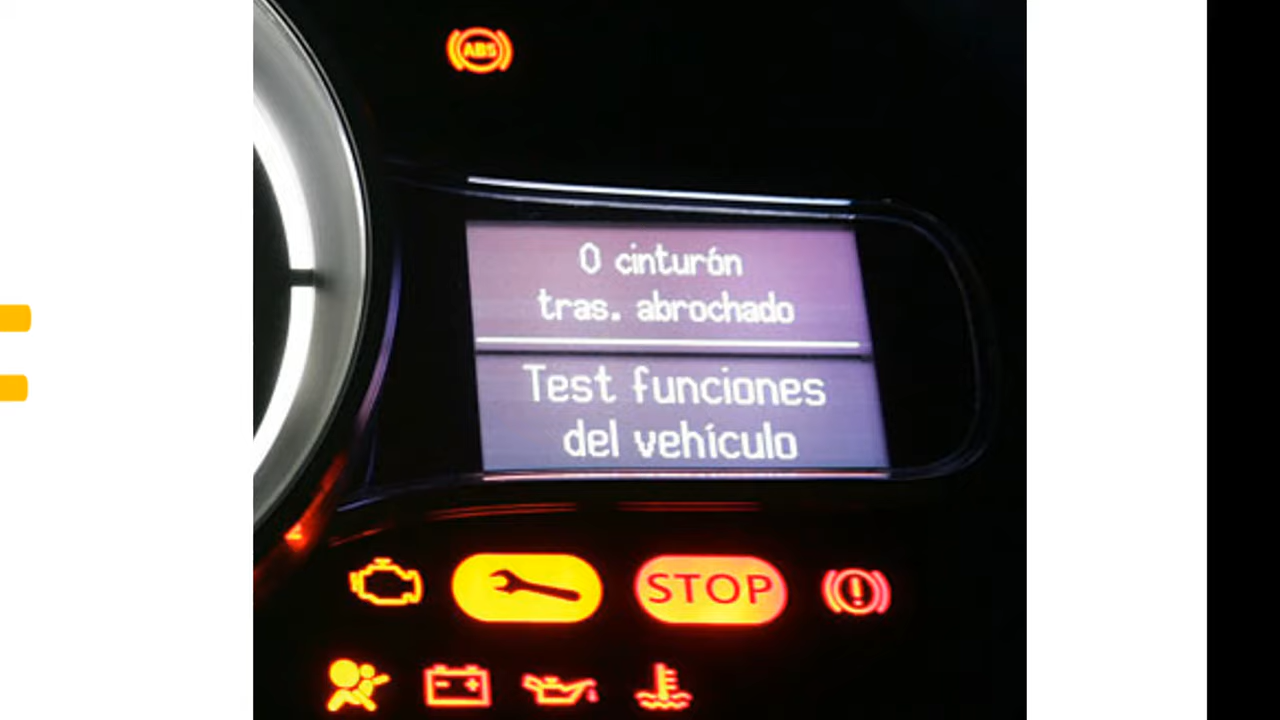 ABS
0 cinturón
tras. abrochado
Test funciones
del vehículo
STOP